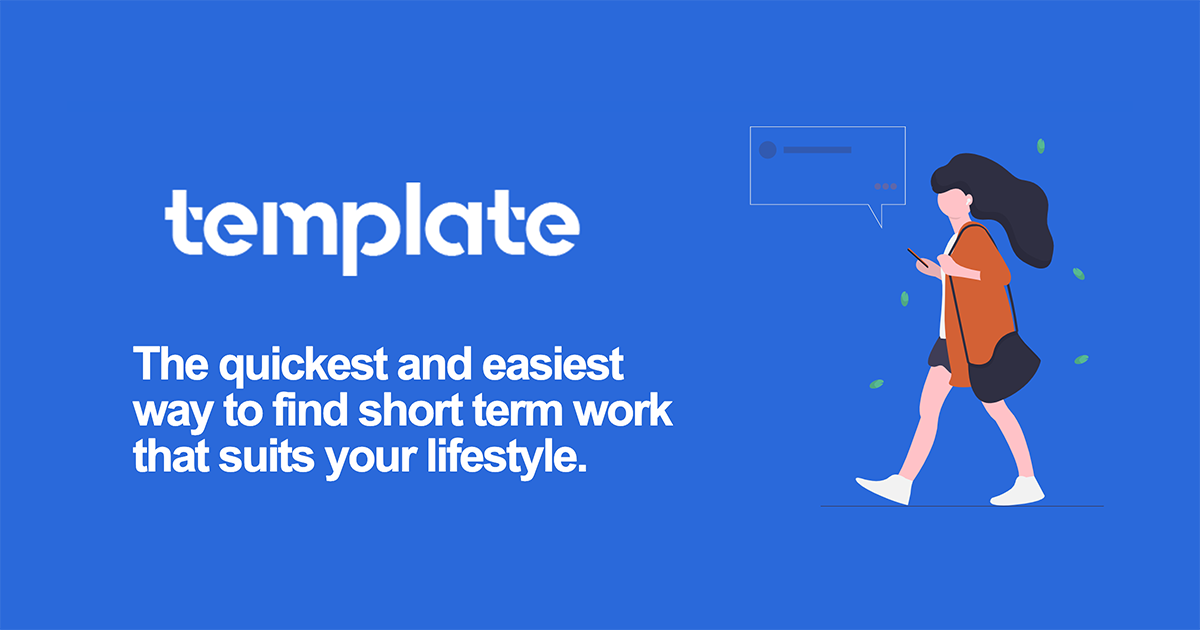 template
The quickest and easiest
way to find short term work
that suits your lifestyle.